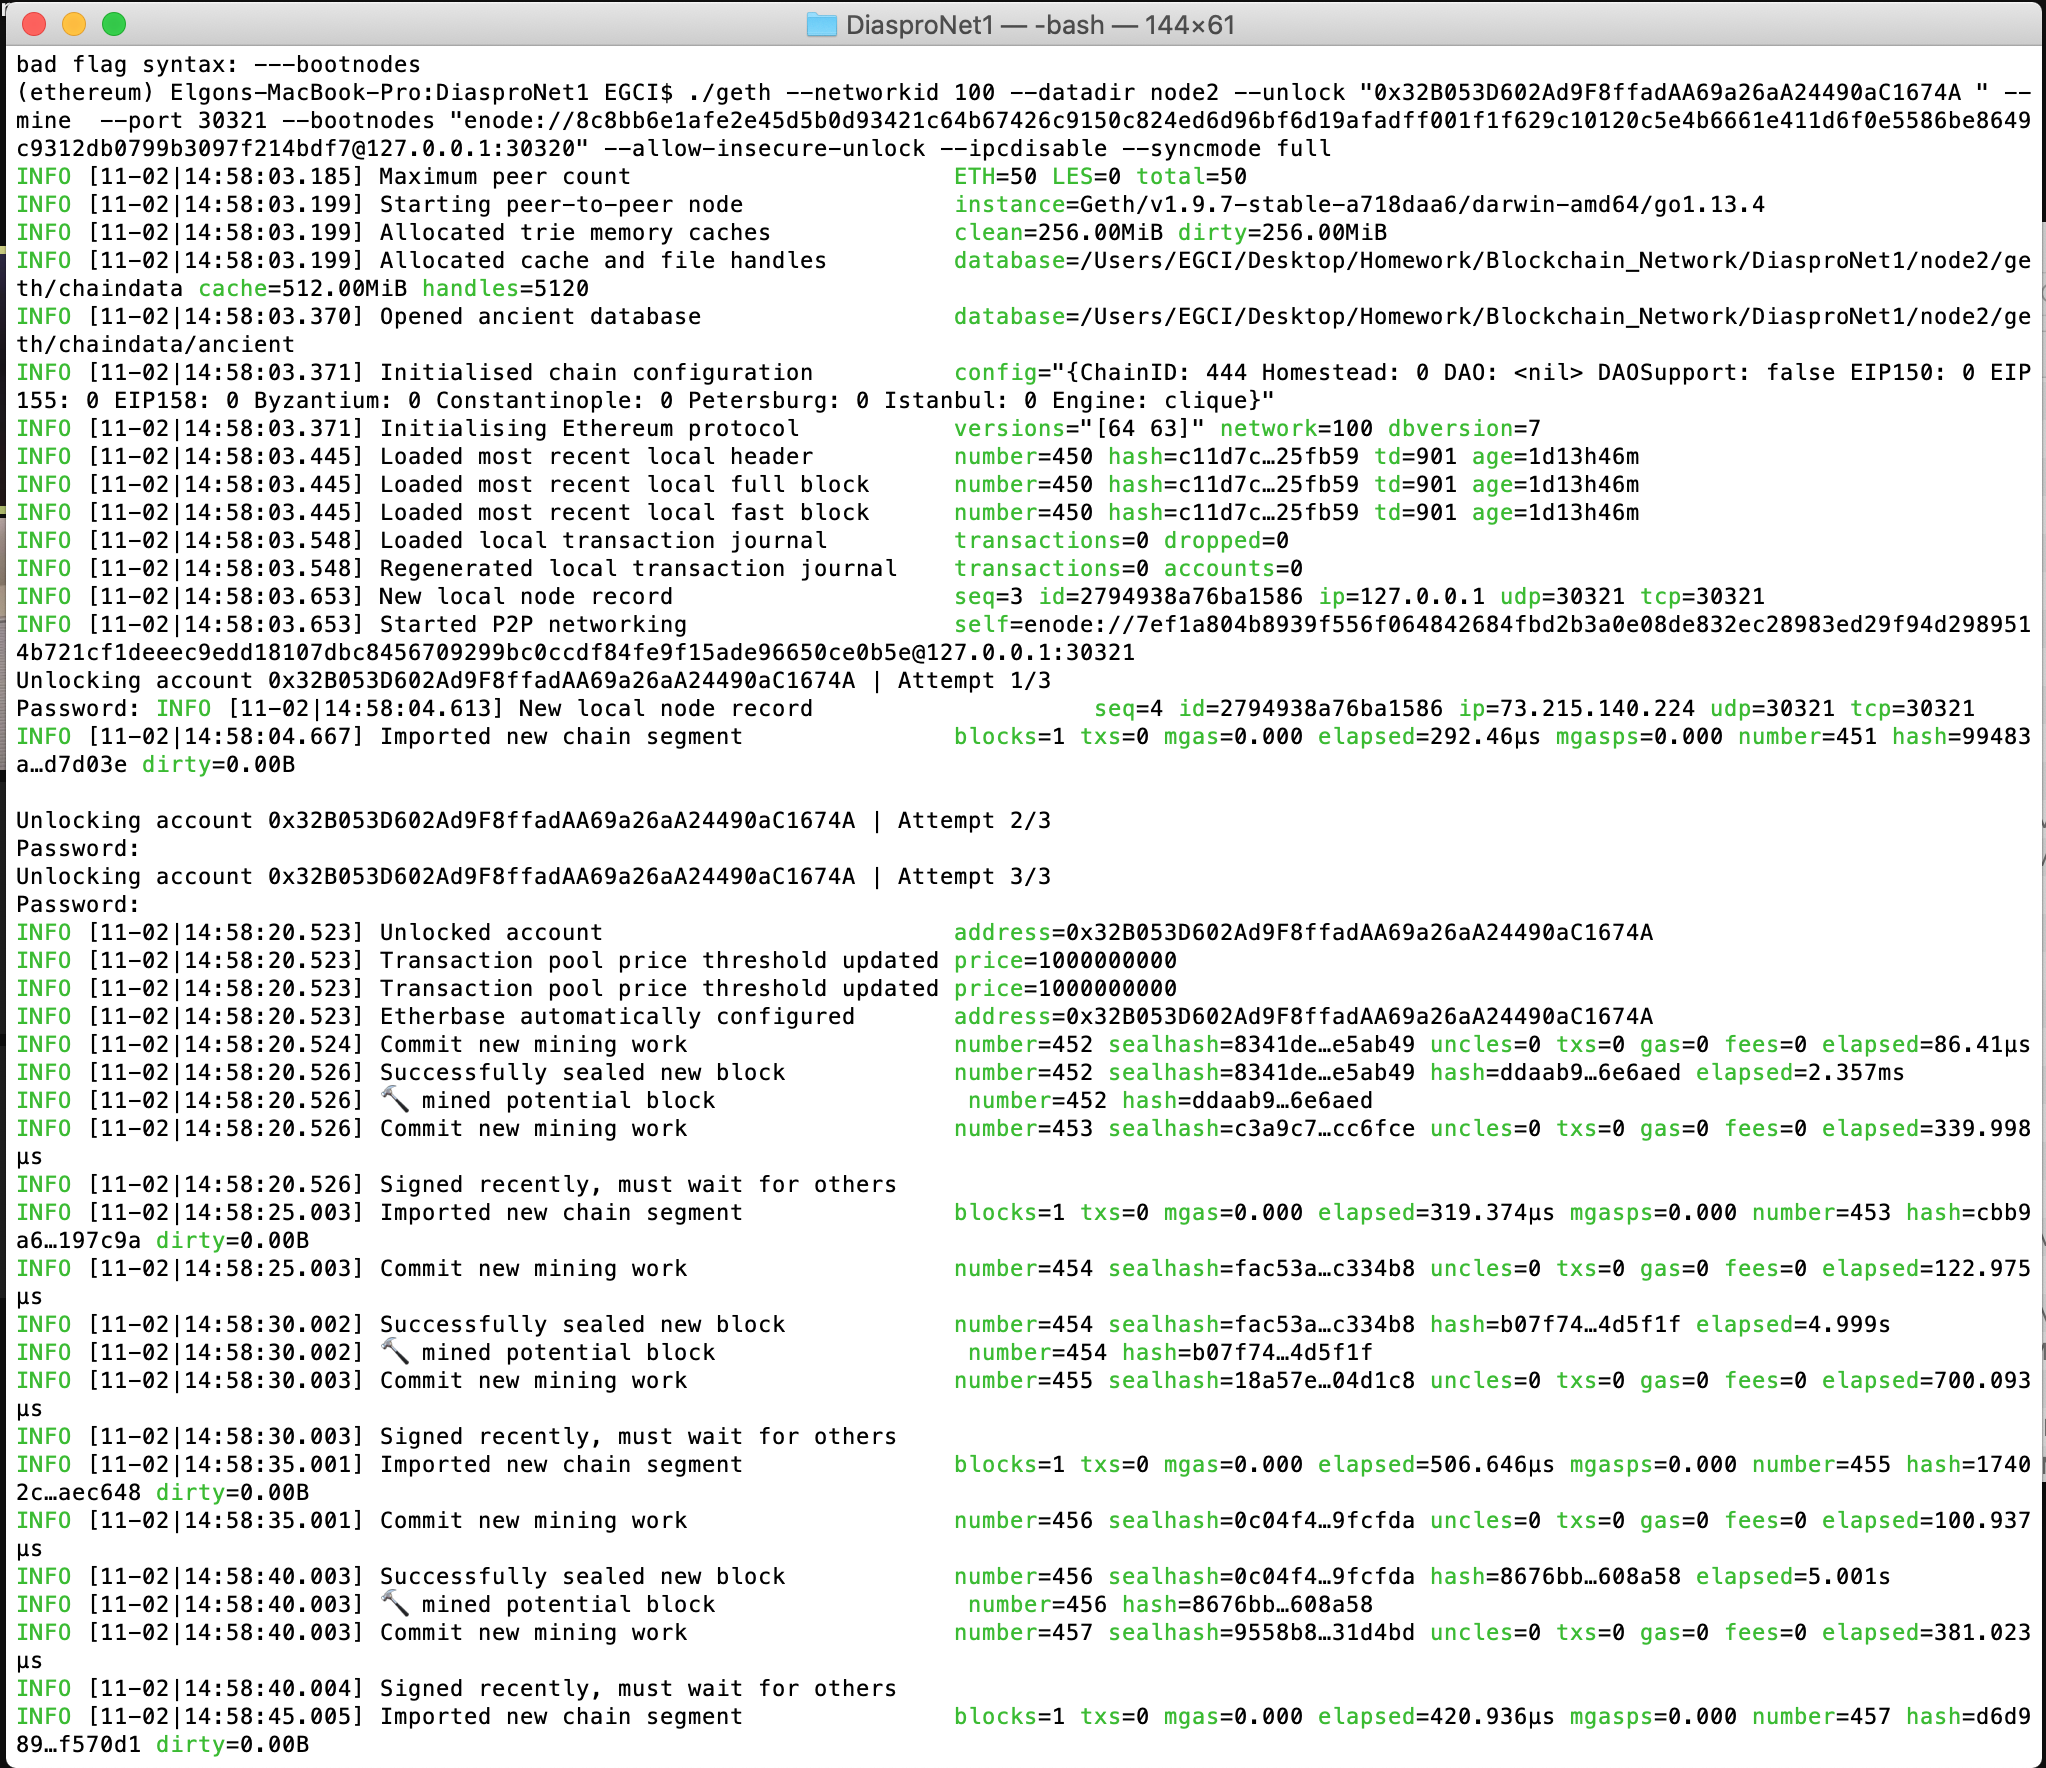 DiasproNet1 — -bash — 144×61
bad flag syntax: ---bootnodes
(ethereum) Elgons-MacBook-Pro:DiasproNet1 EGCI$ ./geth --networkid 100 --datadir node2 --unlock "0x32B053D602Ad9F8ffadAA69a26aA24490aC1674A " --
mine  --port 30321 --bootnodes "enode://8c8bb6e1afe2e45d5b0d93421c64b67426c9150c824ed6d96bf6d19afadff001f1f629c10120c5e4b6661e411d6f0e5586be8649
c9312db0799b3097f214bdf7@127.0.0.1:30320" --allow-insecure-unlock --ipcdisable --syncmode full
INFO [11-02|14:58:03.185] Maximum peer count                       ETH=50 LES=0 total=50
INFO [11-02|14:58:03.199] Starting peer-to-peer node               instance=Geth/v1.9.7-stable-a718daa6/darwin-amd64/go1.13.4
INFO [11-02|14:58:03.199] Allocated trie memory caches             clean=256.00MiB dirty=256.00MiB
INFO [11-02|14:58:03.199] Allocated cache and file handles         database=/Users/EGCI/Desktop/Homework/Blockchain_Network/DiasproNet1/node2/ge
th/chaindata cache=512.00MiB handles=5120
INFO [11-02|14:58:03.370] Opened ancient database                  database=/Users/EGCI/Desktop/Homework/Blockchain_Network/DiasproNet1/node2/ge
th/chaindata/ancient
INFO [11-02|14:58:03.371] Initialised chain configuration          config="{ChainID: 444 Homestead: 0 DAO: <nil> DAOSupport: false EIP150: 0 EIP
155: 0 EIP158: 0 Byzantium: 0 Constantinople: 0 Petersburg: 0 Istanbul: 0 Engine: clique}"
INFO [11-02|14:58:03.371] Initialising Ethereum protocol           versions="[64 63]" network=100 dbversion=7
INFO [11-02|14:58:03.445] Loaded most recent local header          number=450 hash=c11d7c…25fb59 td=901 age=1d13h46m
INFO [11-02|14:58:03.445] Loaded most recent local full block      number=450 hash=c11d7c…25fb59 td=901 age=1d13h46m
INFO [11-02|14:58:03.445] Loaded most recent local fast block      number=450 hash=c11d7c…25fb59 td=901 age=1d13h46m
INFO [11-02|14:58:03.548] Loaded local transaction journal         transactions=0 dropped=0
INFO [11-02|14:58:03.548] Regenerated local transaction journal    transactions=0 accounts=0
INFO [11-02|14:58:03.653] New local node record                    seq=3 id=2794938a76ba1586 ip=127.0.0.1 udp=30321 tcp=30321
INFO [11-02|14:58:03.653] Started P2P networking                   self=enode://7ef1a804b8939f556f064842684fbd2b3a0e08de832ec28983ed29f94d298951
4b721cf1deeec9edd18107dbc8456709299bc0ccdf84fe9f15ade96650ce0b5e@127.0.0.1:30321
Unlocking account 0x32B053D602Ad9F8ffadAA69a26aA24490aC1674A | Attempt 1/3
Password: INFO [11-02|14:58:04.613] New local node record                    seq=4 id=2794938a76ba1586 ip=73.215.140.224 udp=30321 tcp=30321
INFO [11-02|14:58:04.667] Imported new chain segment               blocks=1 txs=0 mgas=0.000 elapsed=292.46µs mgasps=0.000 number=451 hash=99483
a…d7d03e dirty=0.00B
Unlocking account 0x32B053D602Ad9F8ffadAA69a26aA24490aC1674A | Attempt 2/3
Password:
Unlocking account 0x32B053D602Ad9F8ffadAA69a26aA24490aC1674A | Attempt 3/3
Password:
INFO [11-02|14:58:20.523] Unlocked account                         address=0x32B053D602Ad9F8ffadAA69a26aA24490aC1674A
INFO [11-02|14:58:20.523] Transaction pool price threshold updated price=1000000000
INFO [11-02|14:58:20.523] Transaction pool price threshold updated price=1000000000
INFO [11-02|14:58:20.523] Etherbase automatically configured       address=0x32B053D602Ad9F8ffadAA69a26aA24490aC1674A
INFO [11-02|14:58:20.524] Commit new mining work                   number=452 sealhash=8341de…e5ab49 uncles=0 txs=0 gas=0 fees=0 elapsed=86.41µs
INFO [11-02|14:58:20.526] Successfully sealed new block            number=452 sealhash=8341de…e5ab49 hash=ddaab9…6e6aed elapsed=2.357ms
INFO [11-02|14:58:20.526] 🔨 mined potential block                  number=452 hash=ddaab9…6e6aed
INFO [11-02|14:58:20.526] Commit new mining work                   number=453 sealhash=c3a9c7…cc6fce uncles=0 txs=0 gas=0 fees=0 elapsed=339.998
µs
INFO [11-02|14:58:20.526] Signed recently, must wait for others
INFO [11-02|14:58:25.003] Imported new chain segment               blocks=1 txs=0 mgas=0.000 elapsed=319.374µs mgasps=0.000 number=453 hash=cbb9
a6…197c9a dirty=0.00B
INFO [11-02|14:58:25.003] Commit new mining work                   number=454 sealhash=fac53a…c334b8 uncles=0 txs=0 gas=0 fees=0 elapsed=122.975
µs
INFO [11-02|14:58:30.002] Successfully sealed new block            number=454 sealhash=fac53a…c334b8 hash=b07f74…4d5f1f elapsed=4.999s
INFO [11-02|14:58:30.002] 🔨 mined potential block                  number=454 hash=b07f74…4d5f1f
INFO [11-02|14:58:30.003] Commit new mining work                   number=455 sealhash=18a57e…04d1c8 uncles=0 txs=0 gas=0 fees=0 elapsed=700.093
µs
INFO [11-02|14:58:30.003] Signed recently, must wait for others
INFO [11-02|14:58:35.001] Imported new chain segment               blocks=1 txs=0 mgas=0.000 elapsed=506.646µs mgasps=0.000 number=455 hash=1740
2c…aec648 dirty=0.00B
INFO [11-02|14:58:35.001] Commit new mining work                   number=456 sealhash=0c04f4…9fcfda uncles=0 txs=0 gas=0 fees=0 elapsed=100.937
µs
INFO [11-02|14:58:40.003] Successfully sealed new block            number=456 sealhash=0c04f4…9fcfda hash=8676bb…608a58 elapsed=5.001s
INFO [11-02|14:58:40.003] 🔨 mined potential block                  number=456 hash=8676bb…608a58
INFO [11-02|14:58:40.003] Commit new mining work                   number=457 sealhash=9558b8…31d4bd uncles=0 txs=0 gas=0 fees=0 elapsed=381.023
µs
INFO [11-02|14:58:40.004] Signed recently, must wait for others
INFO [11-02|14:58:45.005] Imported new chain segment               blocks=1 txs=0 mgas=0.000 elapsed=420.936µs mgasps=0.000 number=457 hash=d6d9
89…f570d1 dirty=0.00B